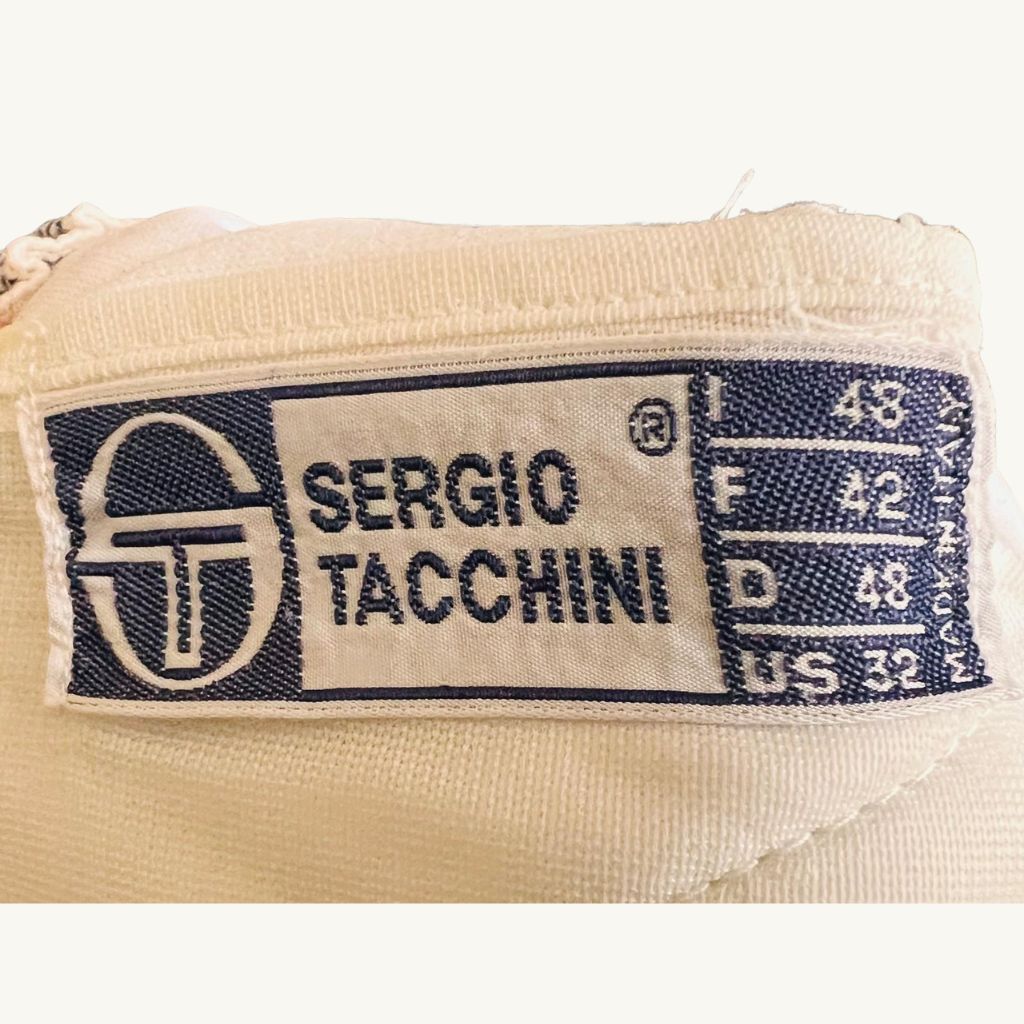 SERGIO
TACCHINI
®
I 48
F 42
D 48
US 32
MADE IN ITALY